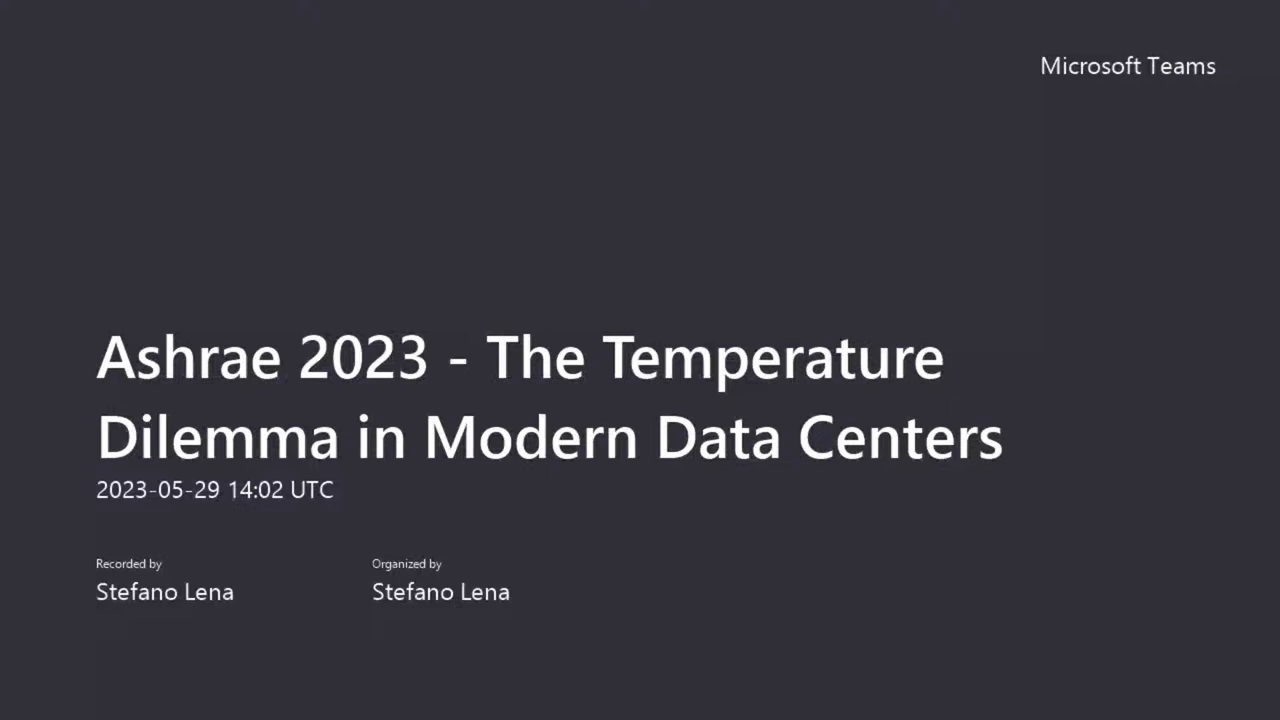 Microsoft Teams
Ashrae 2023 - The Temperature
Dilemma in Modern Data Centers
2023-05-29 14:02 UTC
Recorded by
Stefano Lena
Organized by
Stefano Lena